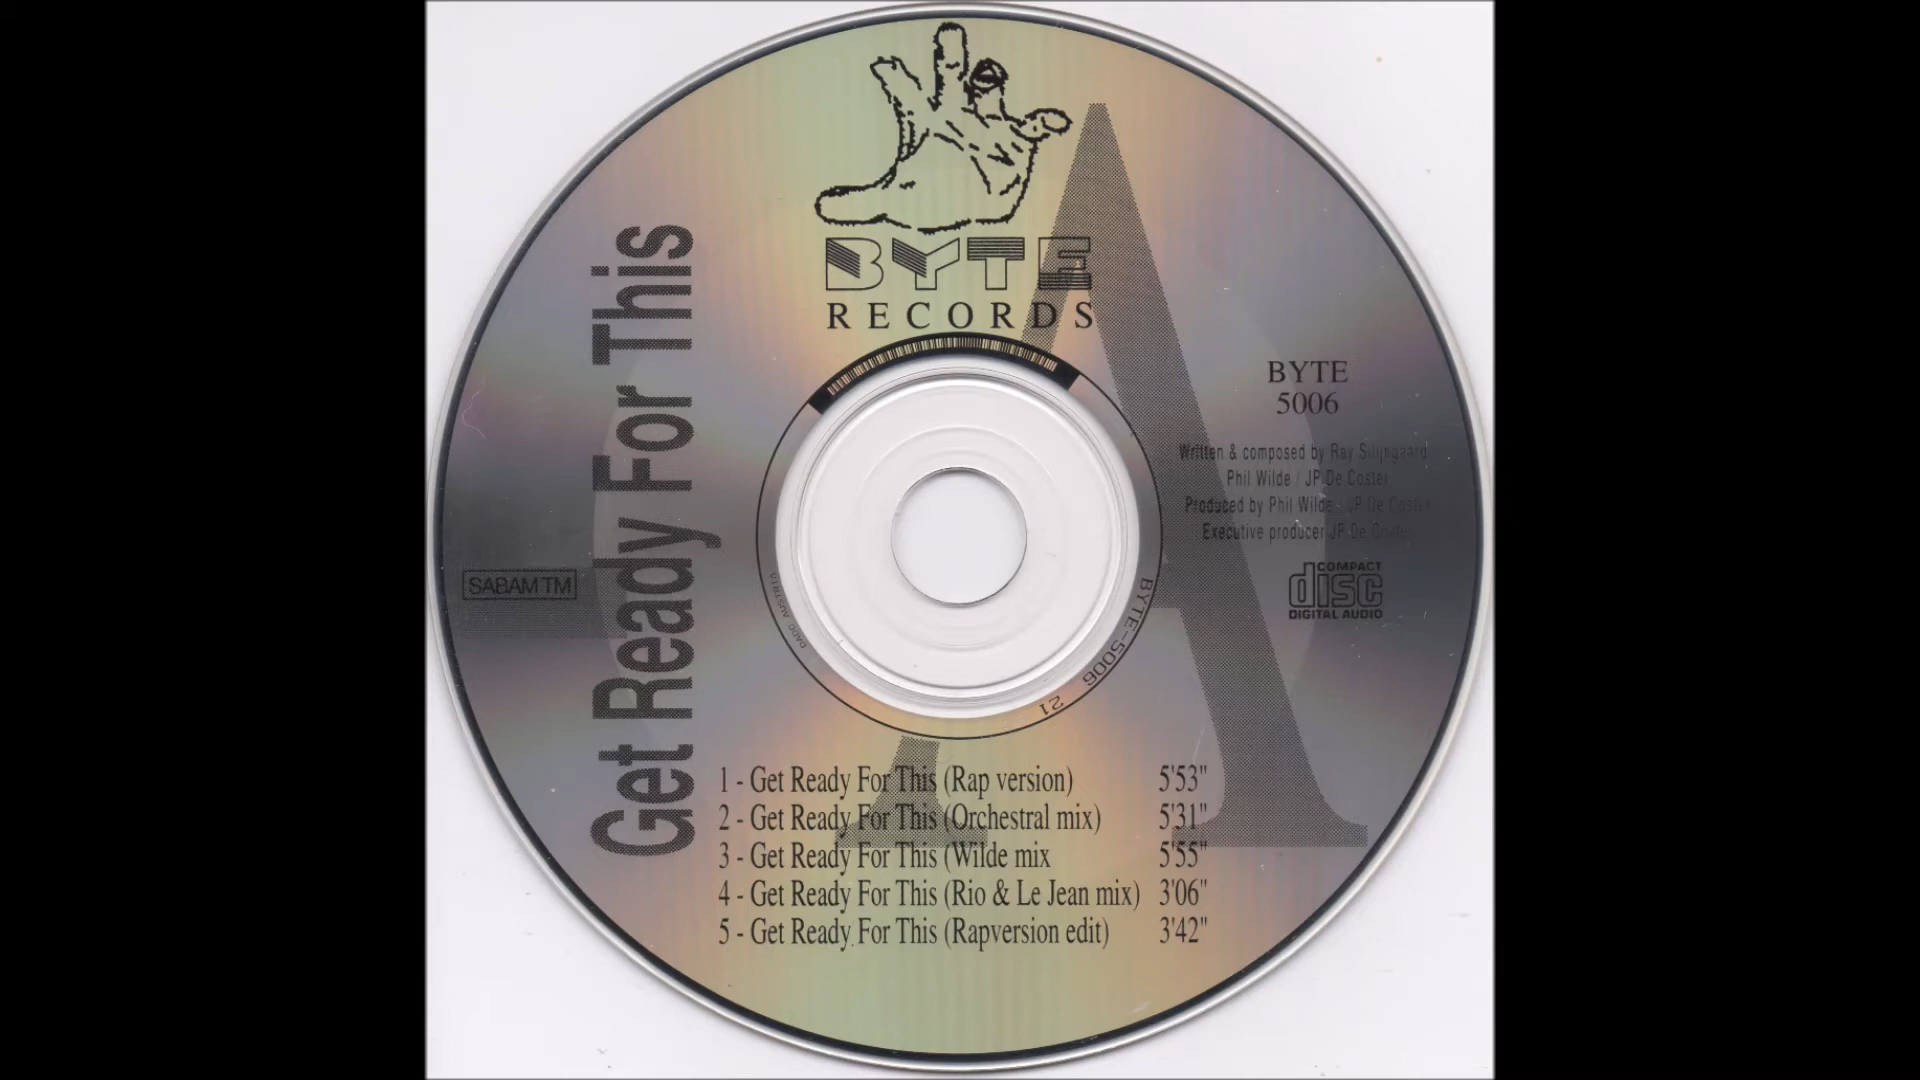 BYTE
RECORDS
Get Ready For This
BYTE
5006
Written & composed by Ray Slijngaard
Phil Wilde / JP De Coster
Produced by Phil Wilde / JP De Coster
Executive producer JP De Coster
SABAM TM
COMPACT
disc
DIGITAL AUDIO
DADC AUSTRIA
BYTE-5006 21
1 - Get Ready For This (Rap version) 5'53"
2 - Get Ready For This (Orchestral mix) 5'31"
3 - Get Ready For This (Wilde mix 5'55"
4 - Get Ready For This (Rio & Le Jean mix) 3'06"
5 - Get Ready For This (Rapversion edit) 3'42"